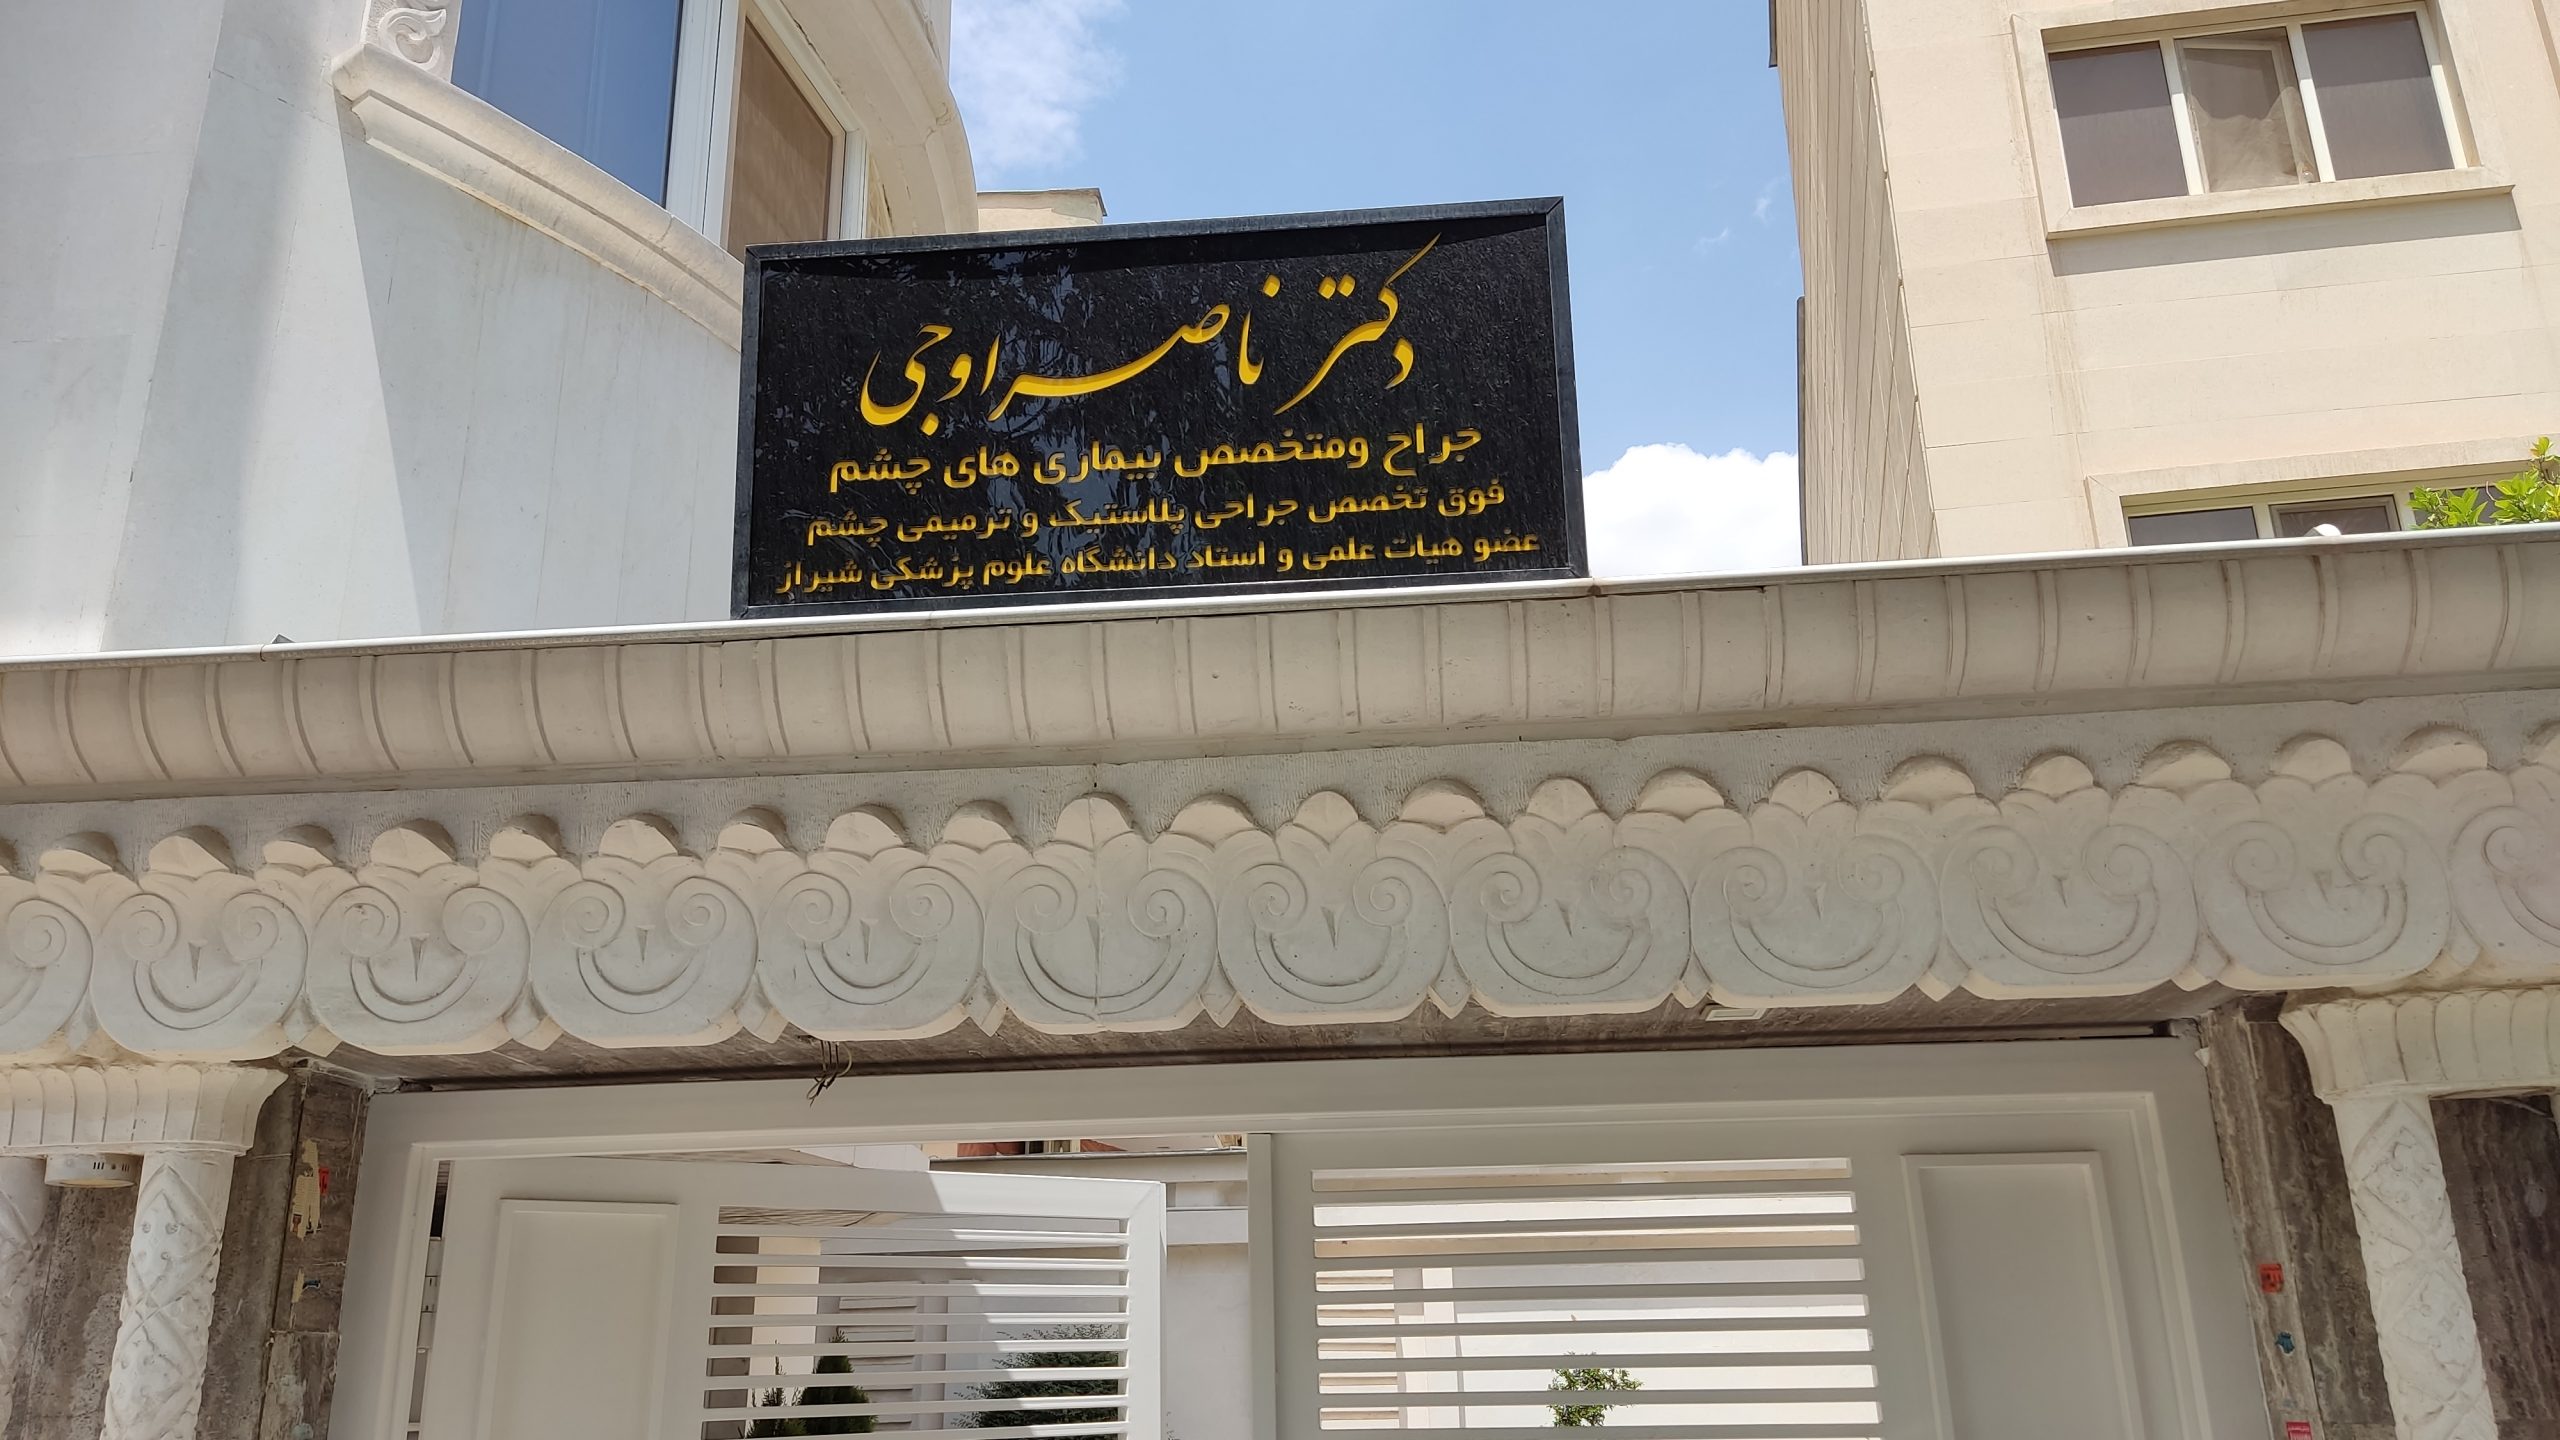 دکتر ناصر اوجی
جراح و متخصص بیماری های چشم
فوق تخصص جراحی پلاستیک و ترمیمی چشم
عضو هیات علمی و استاد دانشگاه علوم پزشکی شیراز